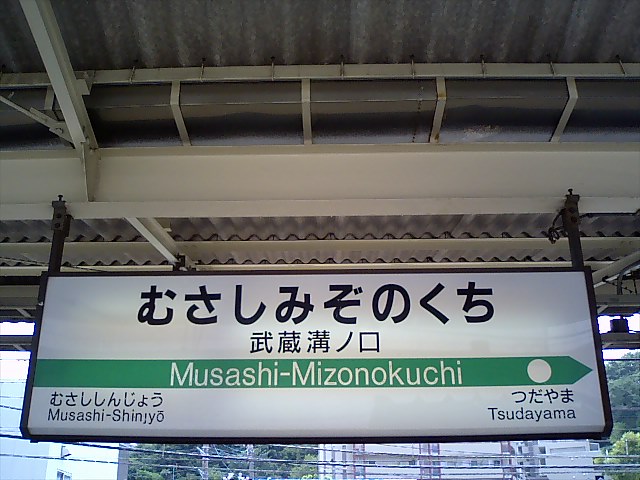 むさしみぞのくち
武蔵溝ノ口
Musashi-Mizonokuchi
むさししんじょう
Musashi-Shinjyō
つだやま
Tsudayama